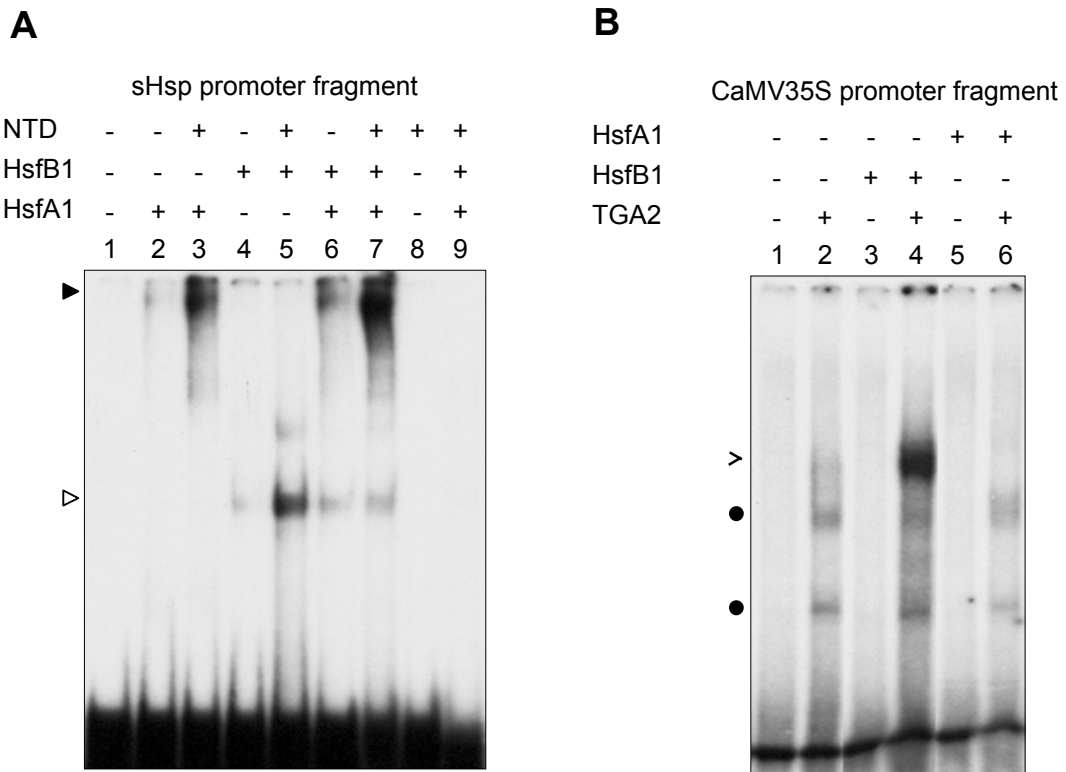 A
sHsp promoter fragment
NTD - - + - + - + + +
HsfB1 - - - + + + + - +
HsfA1 - + + - - + + - +
1 2 3 4 5 6 7 8 9
B
CaMV35S promoter fragment
HsfA1 - - - - + +
HsfB1 - - + + - -
TGA2 - + - + - +
1 2 3 4 5 6